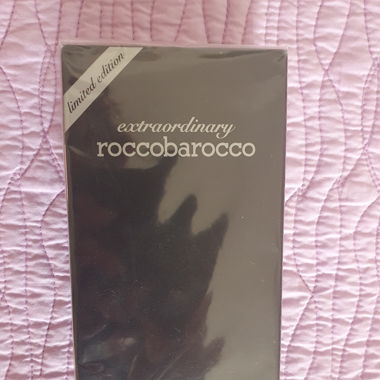 limited edition
extraordinary
roccobarocco